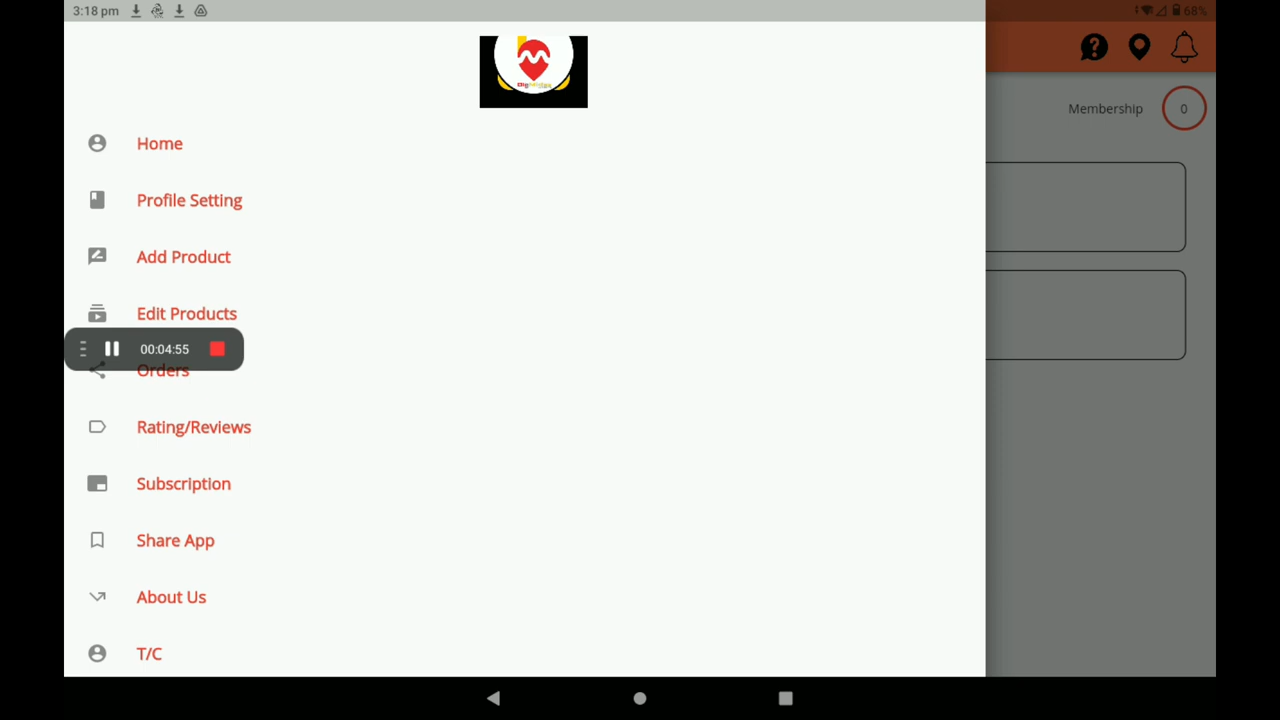 3:18 pm
68%
Membership
0
Home
Profile Setting
Add Product
Edit Products
00:04:55
Orders
Rating/Reviews
Subscription
Share App
About Us
T/C